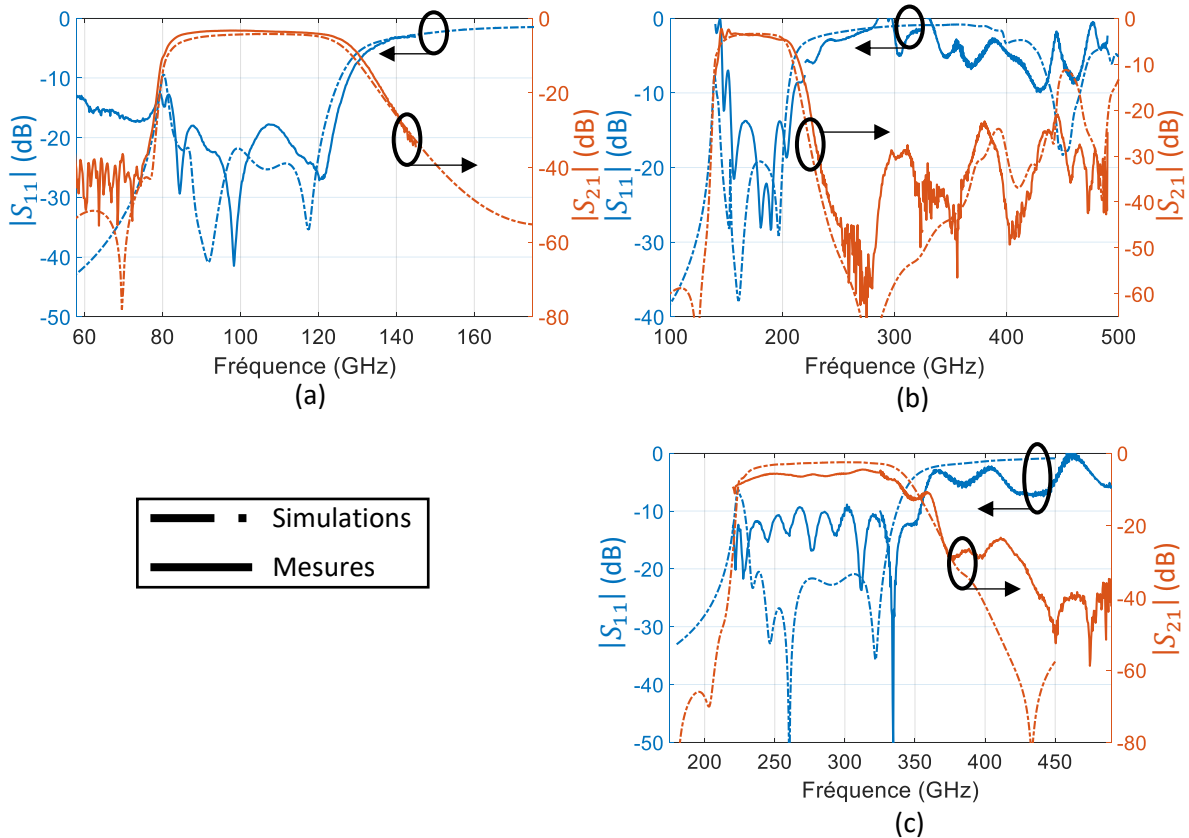 0
-10
-20
-30
-40
-50
|S11| (dB)
0
-20
-40
-60
-80
|S21| (dB)
60 80 100 120 140 160
Fréquence (GHz)
(a)
0
-10
-20
-30
-40
|S11| (dB)
0
-10
-20
-30
-40
-50
-60
|S21| (dB)
100 200 300 400 500
Fréquence (GHz)
(b)
Simulations
Mesures
0
-10
-20
-30
-40
-50
|S11| (dB)
0
-20
-40
-60
-80
|S21| (dB)
200 250 300 350 400 450
Fréquence (GHz)
(c)